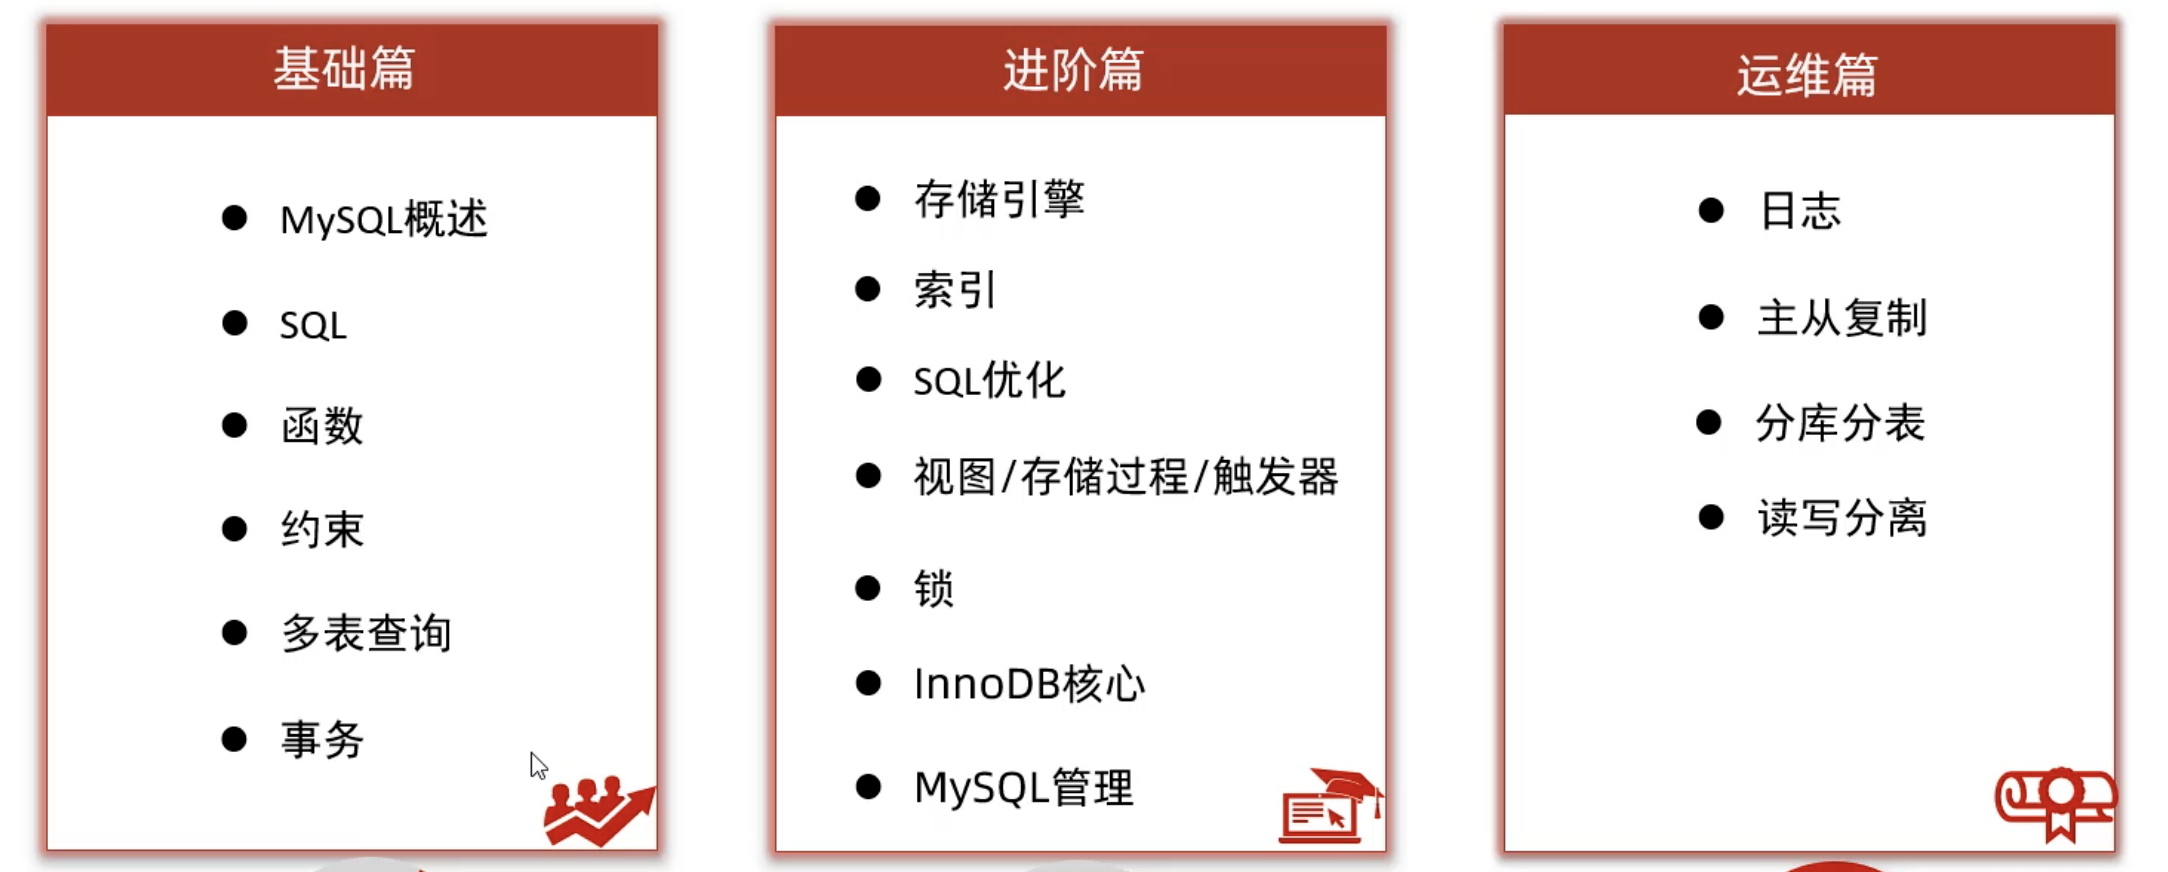 基础篇
MySQL概述
SQL
函数
约束
多表查询
事务
进阶篇
存储引擎
索引
SQL优化
视图/存储过程/触发器
锁
InnoDB核心
MySQL管理
运维篇
日志
主从复制
分库分表
读写分离